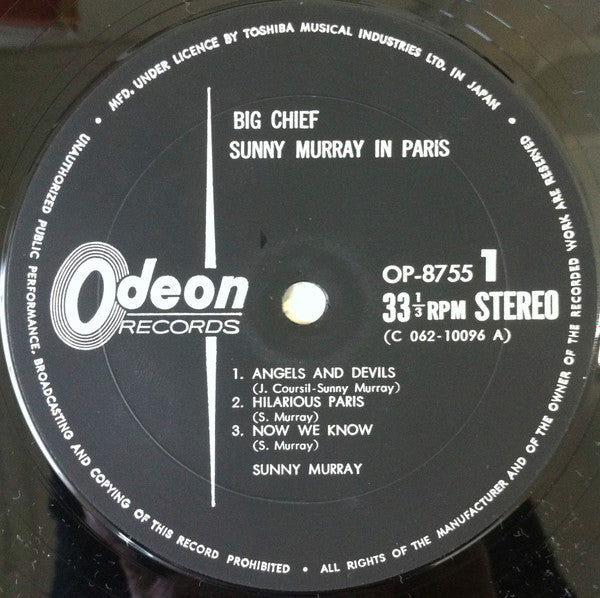 MFD. UNDER LICENCE BY TOSHIBA MUSICAL INDUSTRIES LTD. IN JAPAN •
BIG CHIEF
SUNNY MURRAY IN PARIS
Odeon
RECORDS
OP-8755 1
33 1/3 RPM STEREO
(C 062-10096 A)
1. ANGELS AND DEVILS
(J. Coursil-Sunny Murray)
2. HILARIOUS PARIS
(S. Murray)
3. NOW WE KNOW
(S. Murray)
SUNNY MURRAY
UNAUTHORIZED PUBLIC PERFORMANCE, BROADCASTING AND COPYING OF THIS RECORD PROHIBITED • ALL RIGHTS OF THE MANUFACTURER AND OF THE OWNER OF THE RECORDED WORK ARE RESERVED •